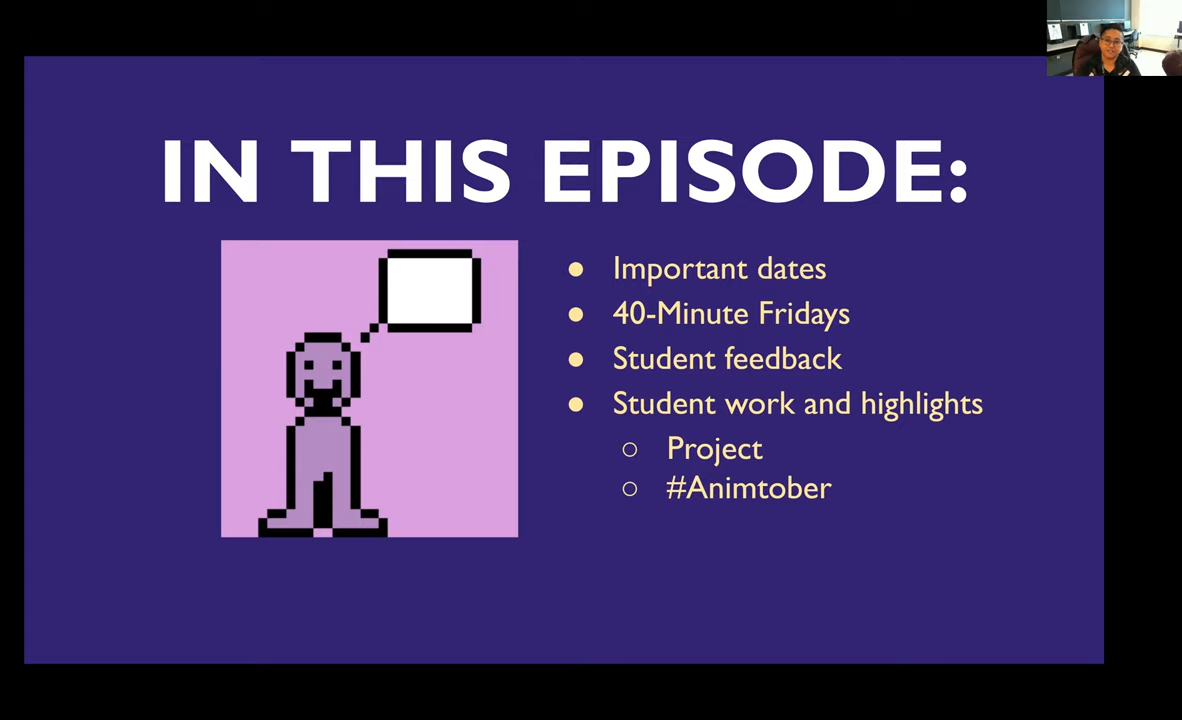 IN THIS EPISODE:
● Important dates
● 40-Minute Fridays
● Student feedback
● Student work and highlights
○ Project
○ #Animtober